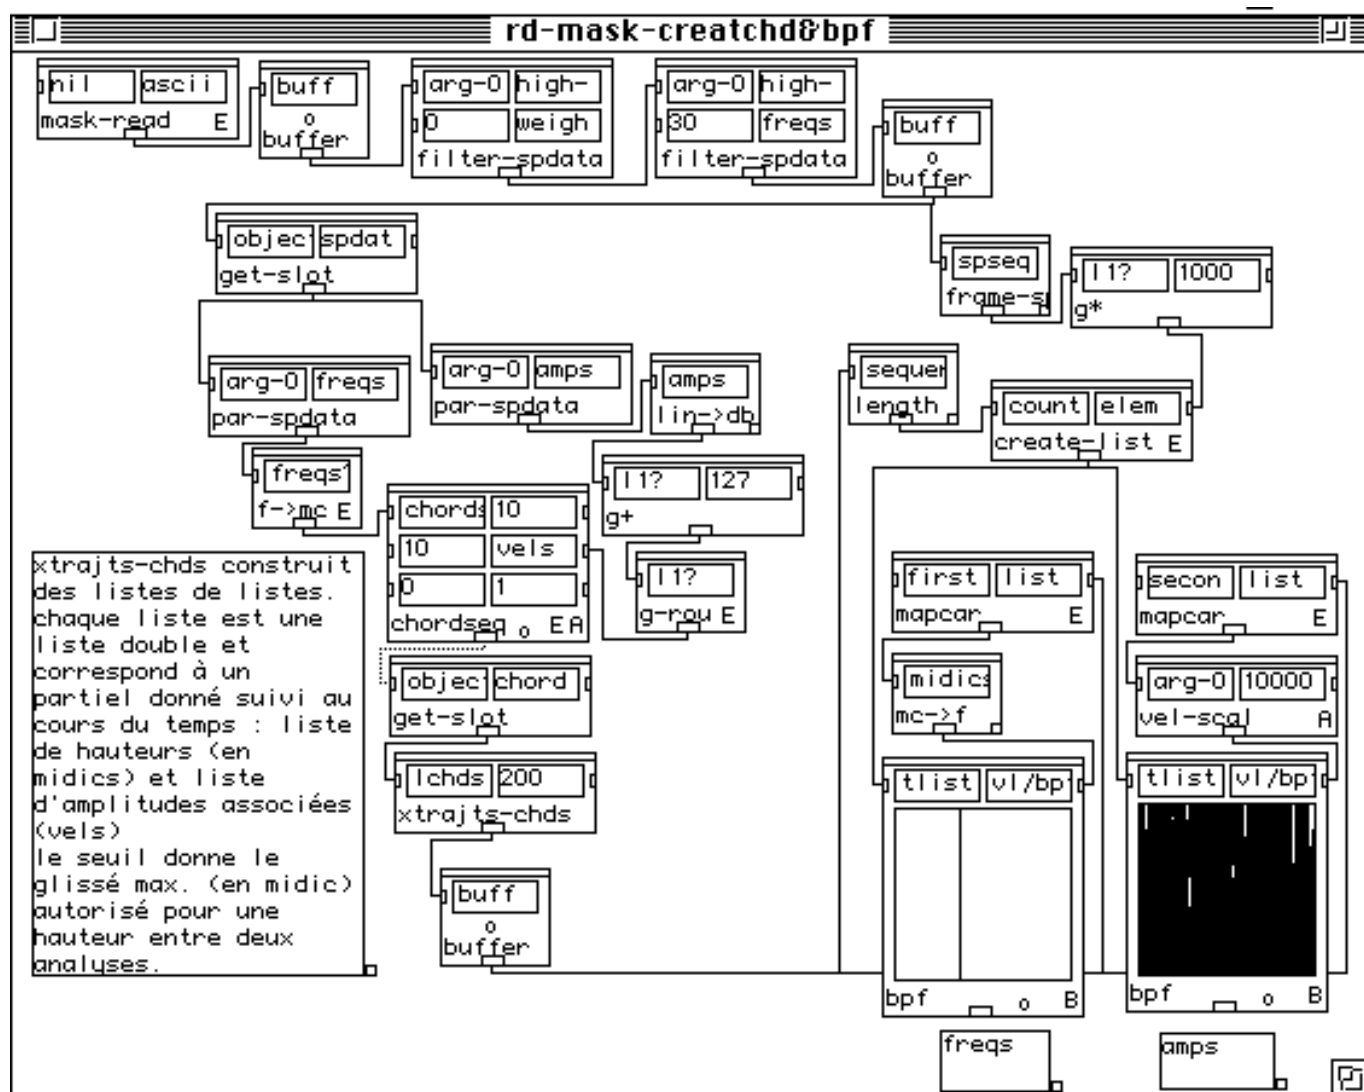 rd-mask-creatchd&bpf
nil ascii
mask-read E
buff
o
buffer
arg-0 high-
0 weigh
filter-spdata
arg-0 high-
30 freqs
filter-spdata
buff
o
buffer
objec spdat
get-slot
spseq
frame-s
l1? 1000
g*
arg-0 freqs
par-spdata
arg-0 amps
par-spdata
amps
lin->db
sequen
length
count elem
create-list E
freqs
f->mc E
chords 10
10 vels
0 1
chordseq o E A
l1? 127
g+
l1?
g-rou E
first list
mapcar E
secon list
mapcar E
xtrajts-chds construit
des listes de listes.
chaque liste est une
liste double et
correspond à un
partiel donné suivi au
cours du temps : liste
de hauteurs (en
midics) et liste
d'amplitudes associées
(vels)
le seuil donne le
glissé max. (en midic)
autorisé pour une
hauteur entre deux
analyses.
objec chord
get-slot
midics
mc->f
arg-0 10000
vel-scal A
lchds 200
xtrajts-chds
tlist vl/bp
bpf o B
tlist vl/bp
bpf o B
buff
o
buffer
freqs
amps